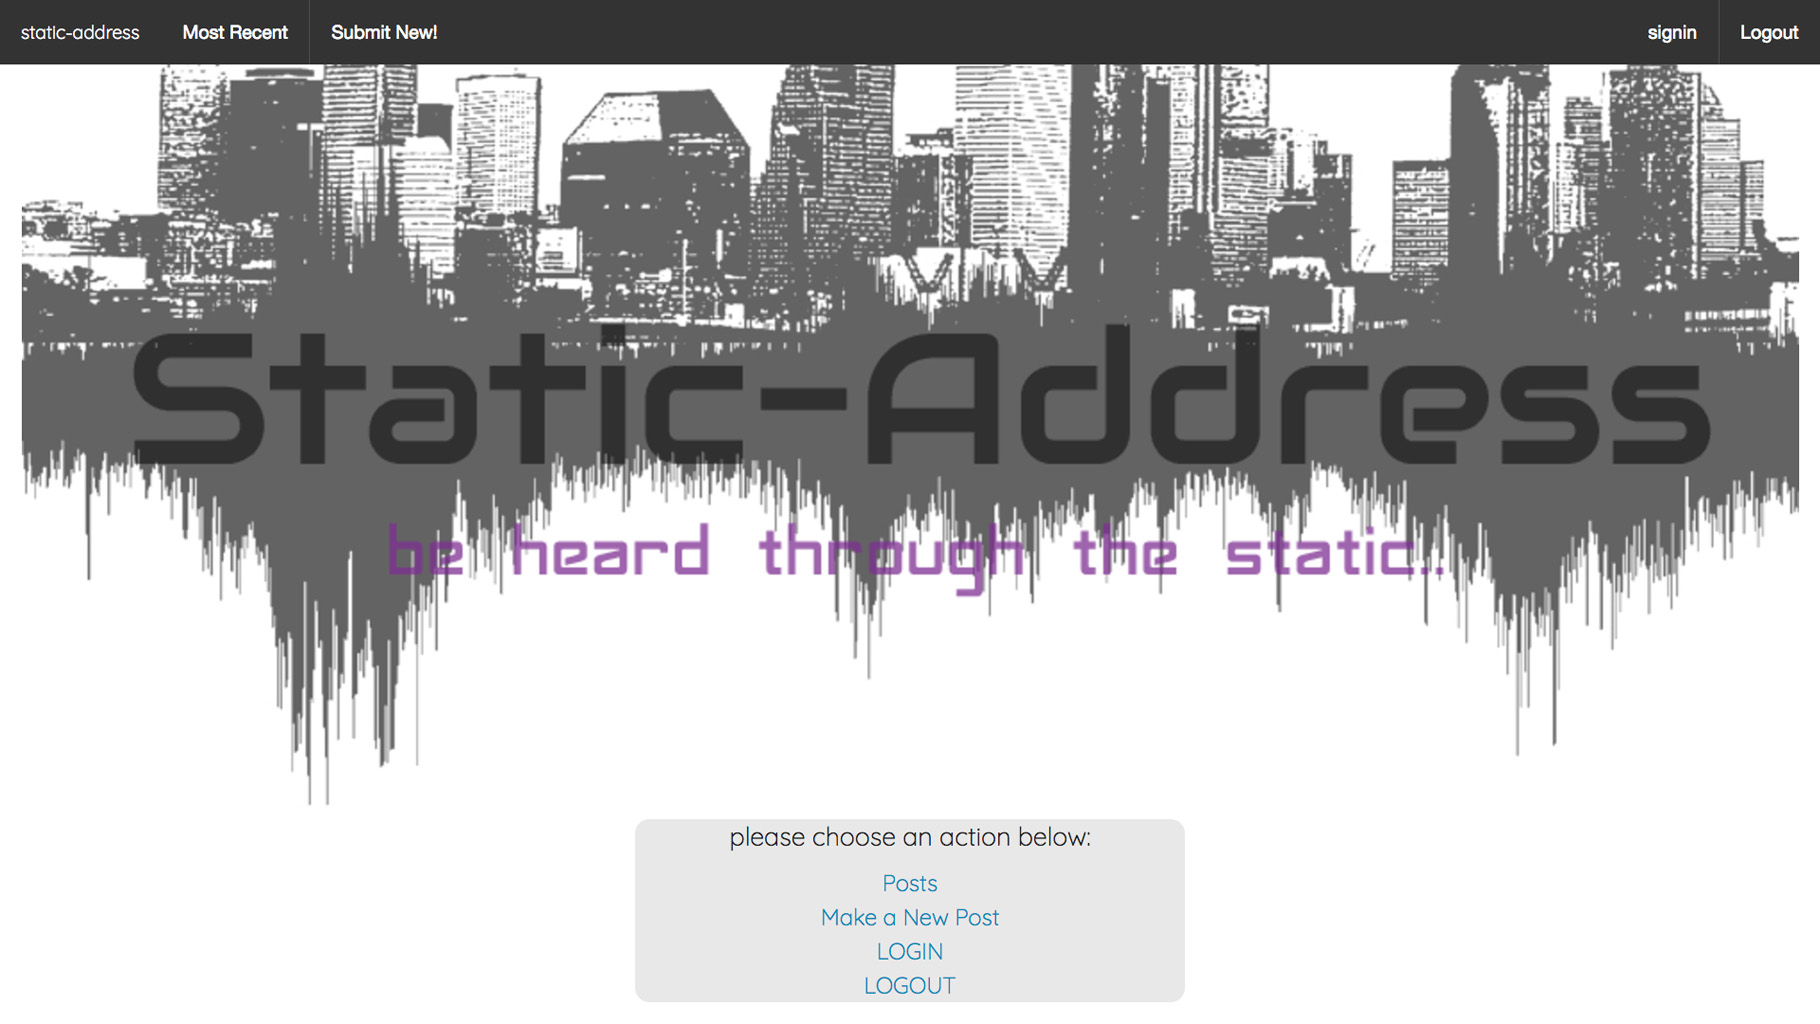 static-address Most Recent Submit New! signin Logout
Static-Address
be heard through the static..
please choose an action below:
Posts
Make a New Post
LOGIN
LOGOUT